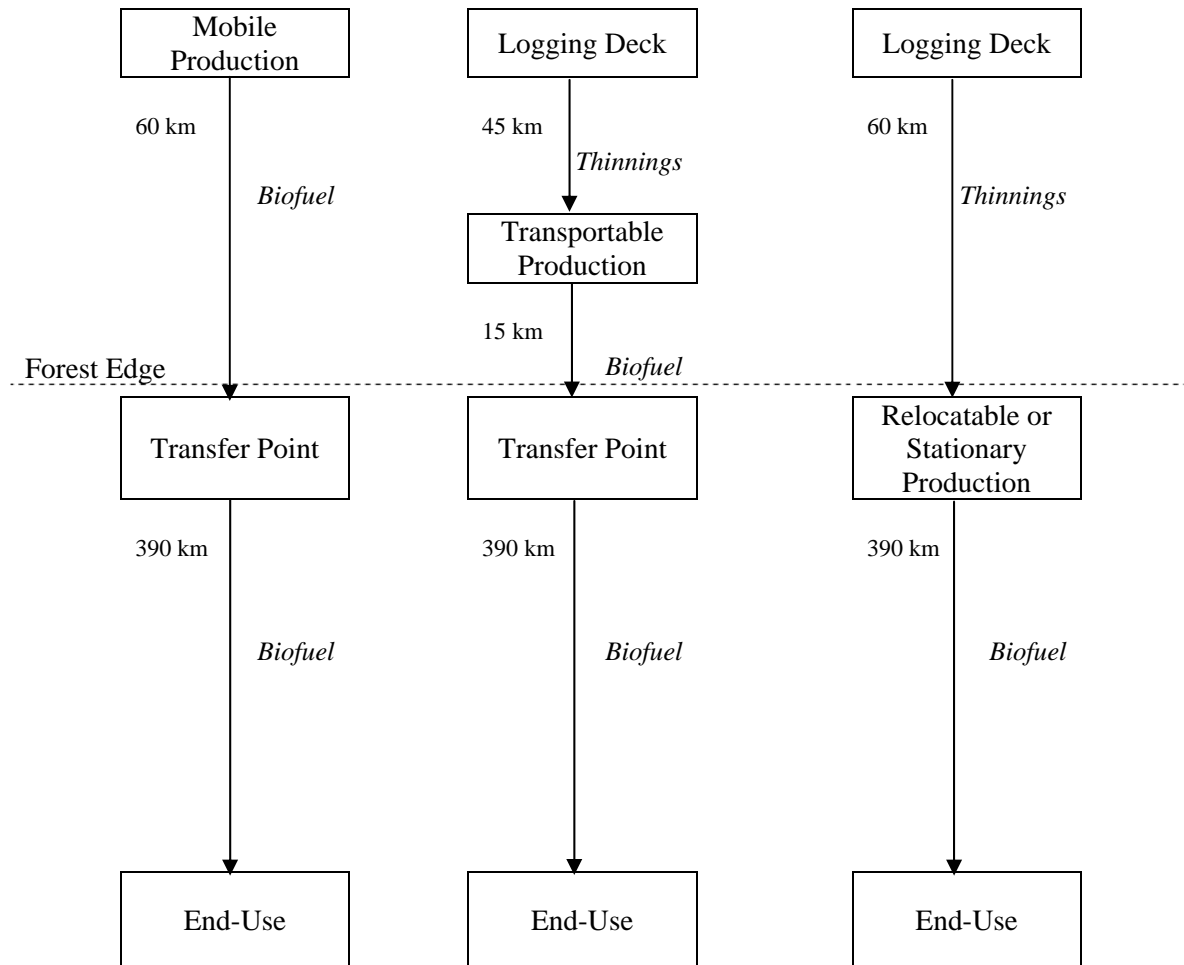 Mobile
Production
Logging Deck
Logging Deck
60 km
45 km
60 km
Thinnings
Biofuel
Thinnings
Transportable
Production
15 km
Biofuel
Forest Edge
Transfer Point
Transfer Point
Relocatable or
Stationary
Production
390 km
390 km
390 km
Biofuel
Biofuel
Biofuel
End-Use
End-Use
End-Use